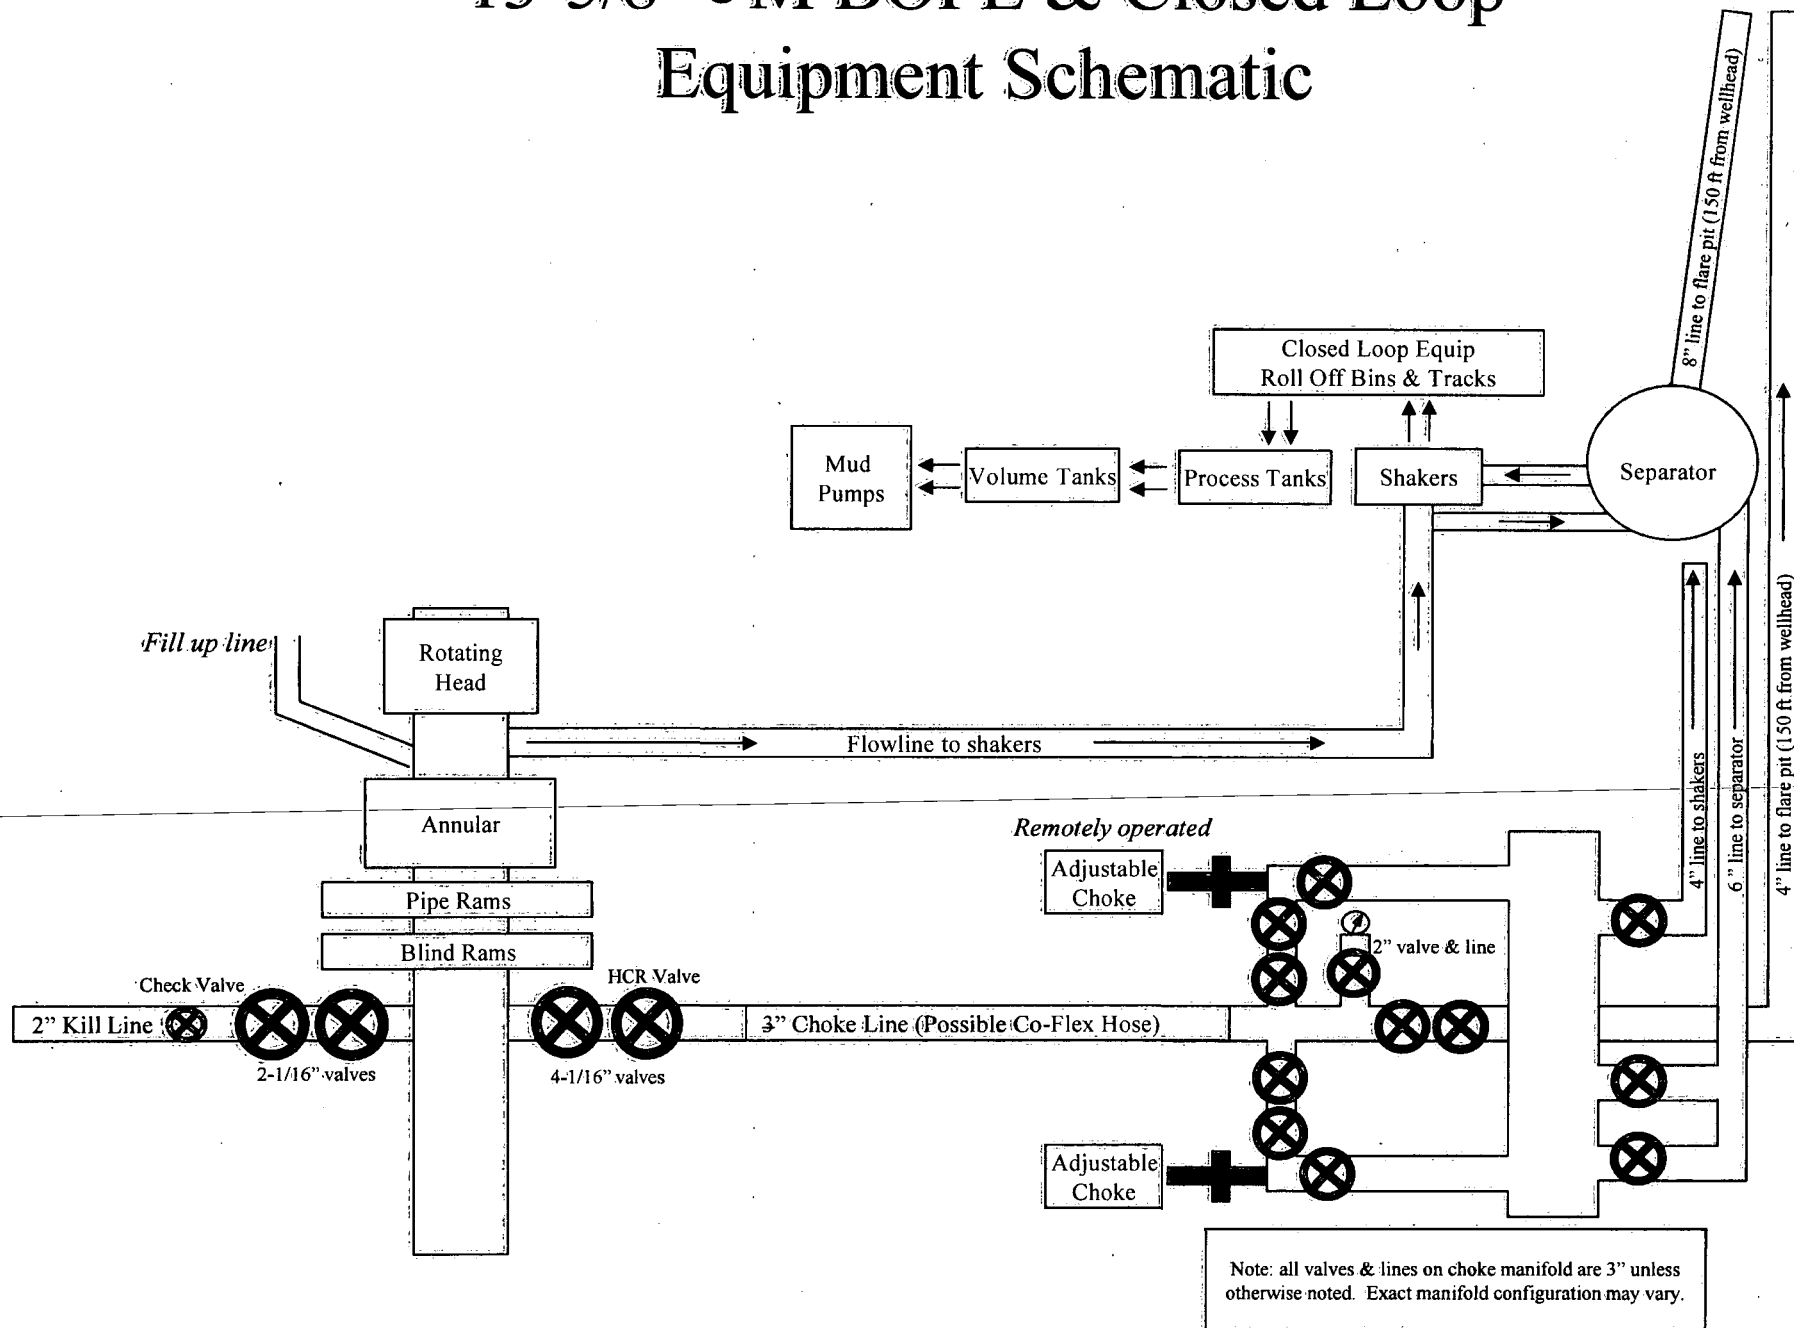 M BOPE & Closed Loop
Equipment Schematic
8” line to flare pit (150 ft from wellhead)
Closed Loop Equip
Roll Off Bins & Tracks
Mud
Pumps
Volume Tanks
Process Tanks
Shakers
Separator
Fill up line
Rotating
Head
Flowline to shakers
Annular
Pipe Rams
Blind Rams
Remotely operated
Adjustable
Choke
4” line to shakers
6” line to separator
4” line to flare pit (150 ft from wellhead)
2” valve & line
Check Valve
HCR Valve
2” Kill Line
3” Choke Line (Possible Co-Flex Hose)
2-1/16” valves
4-1/16” valves
Adjustable
Choke
Note: all valves & lines on choke manifold are 3” unless
otherwise noted. Exact manifold configuration may vary.